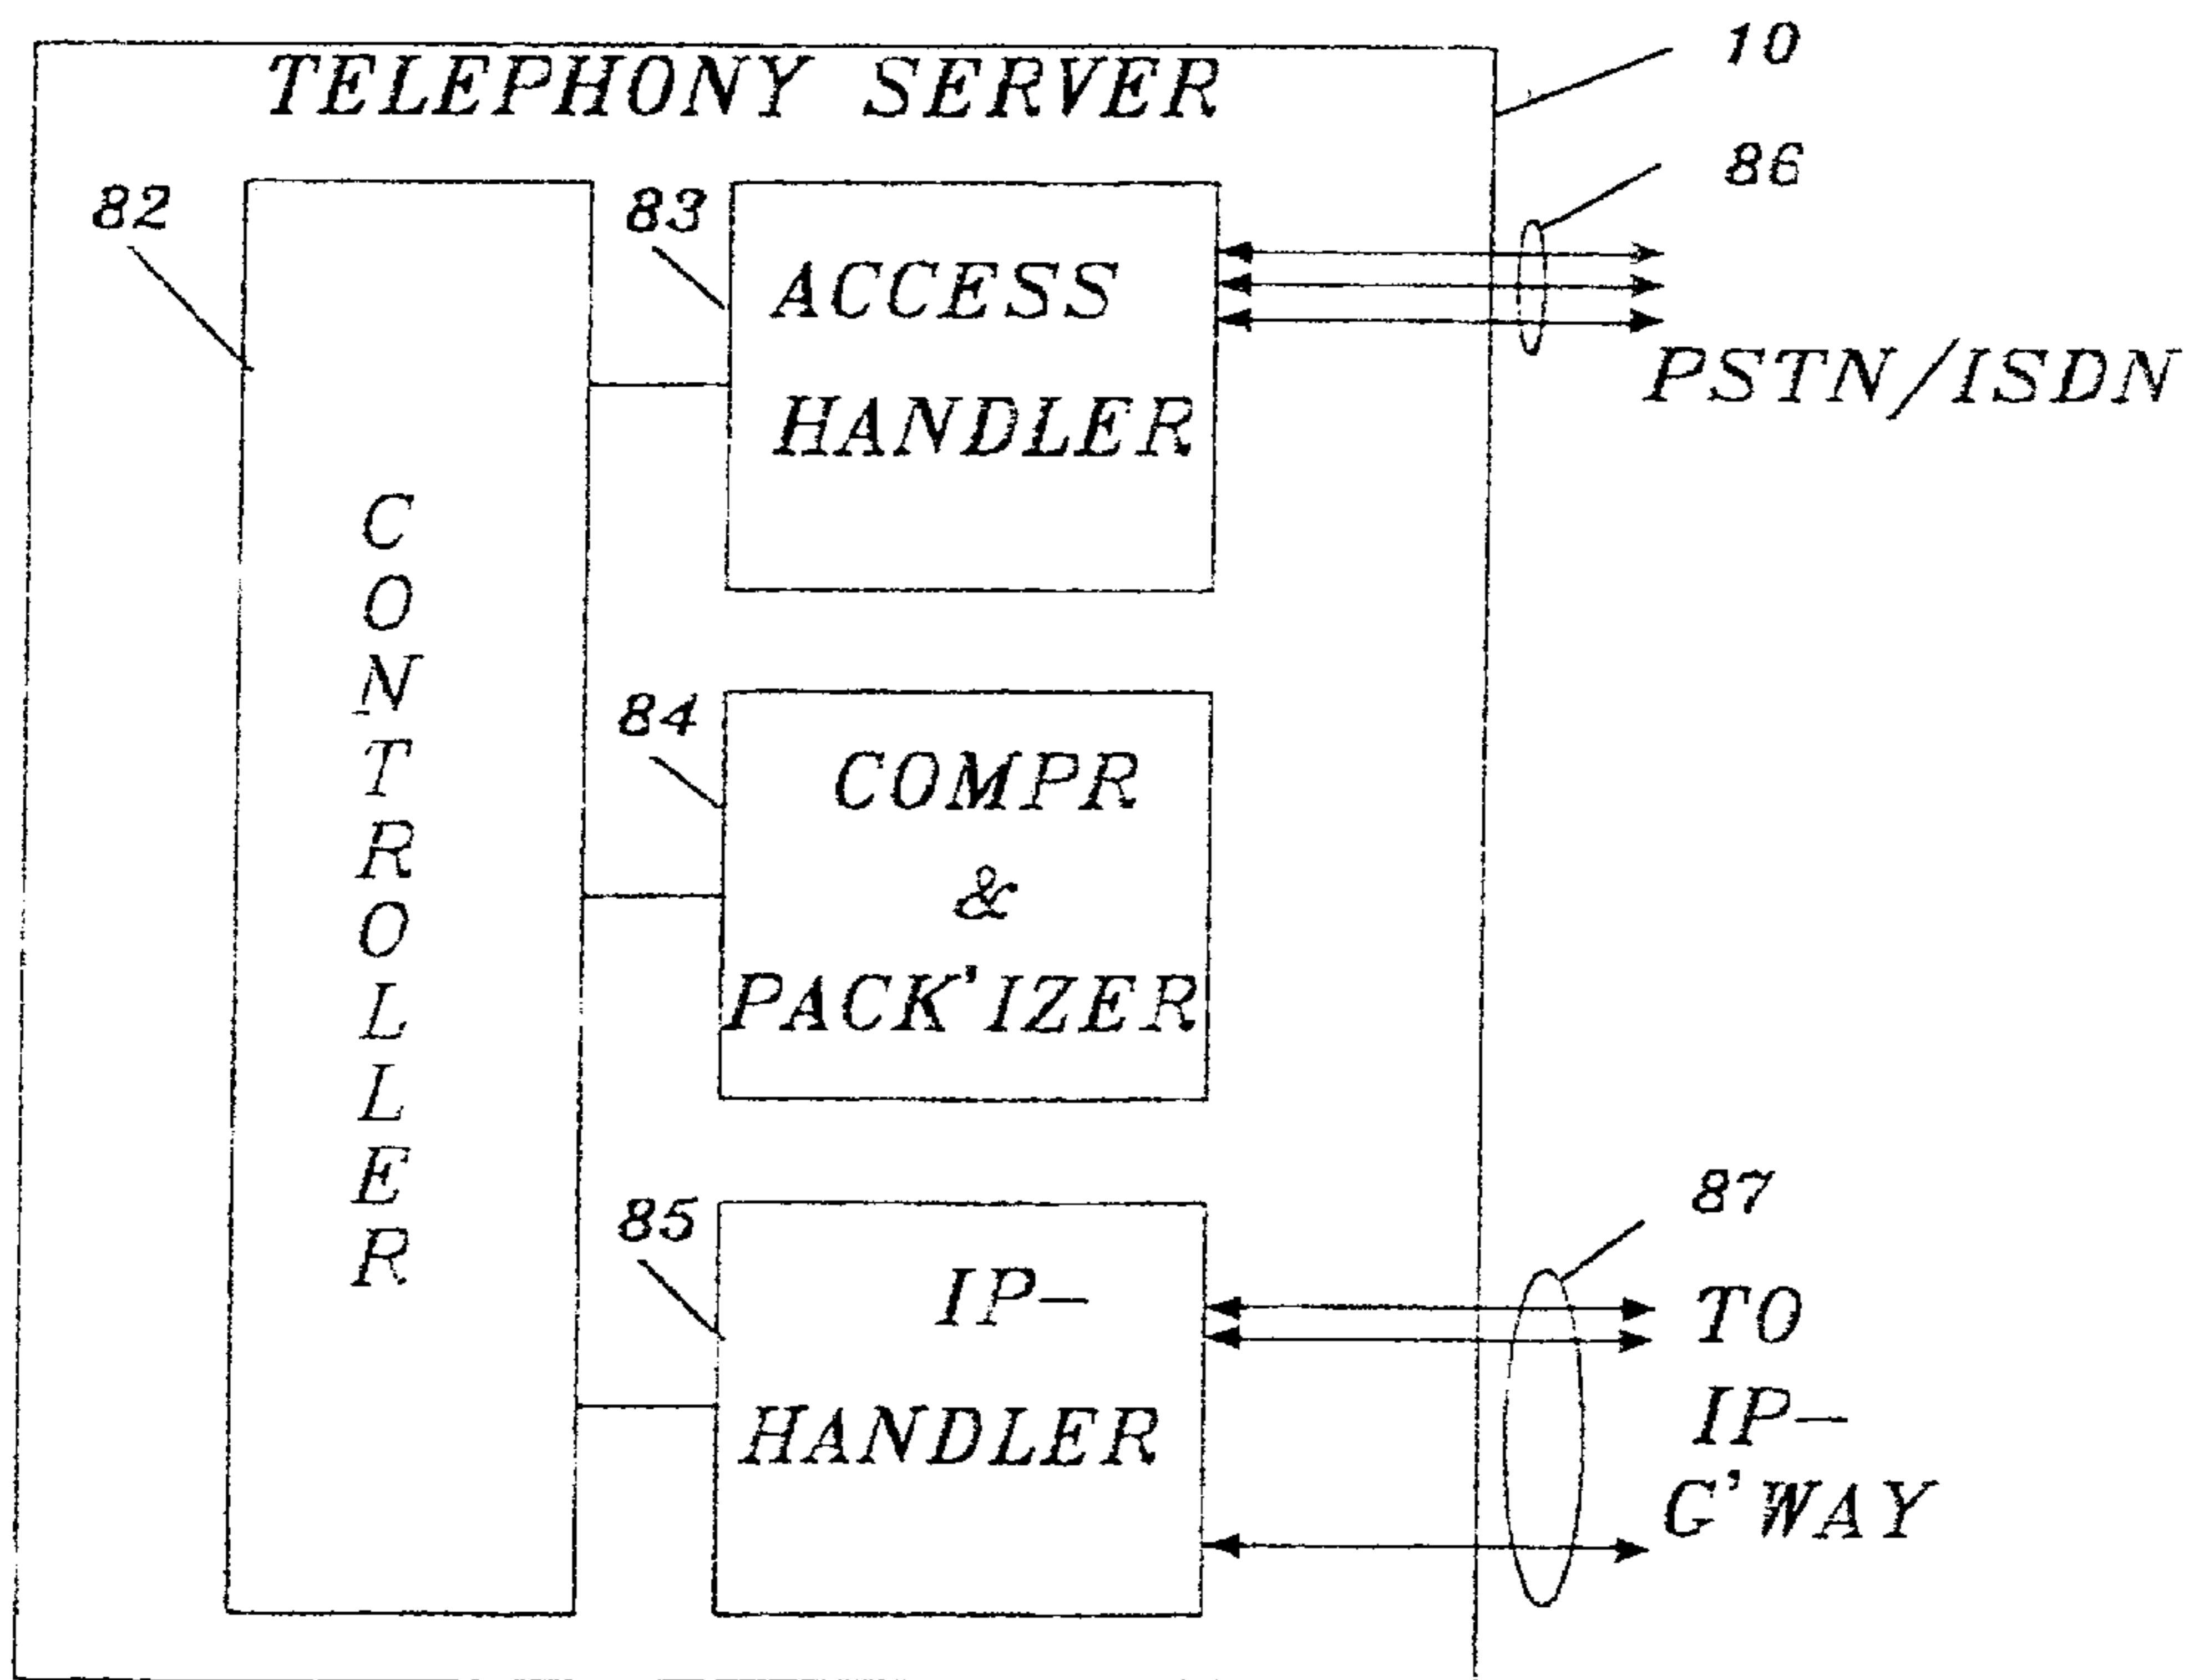 TELEPHONY SERVER
10
86
82
83
ACCESS
HANDLER
PSTN/ISDN
CONTROLLER
84
COMPR
&
PACK'IZER
85
IP-
HANDLER
87
TO
IP-
G'WAY